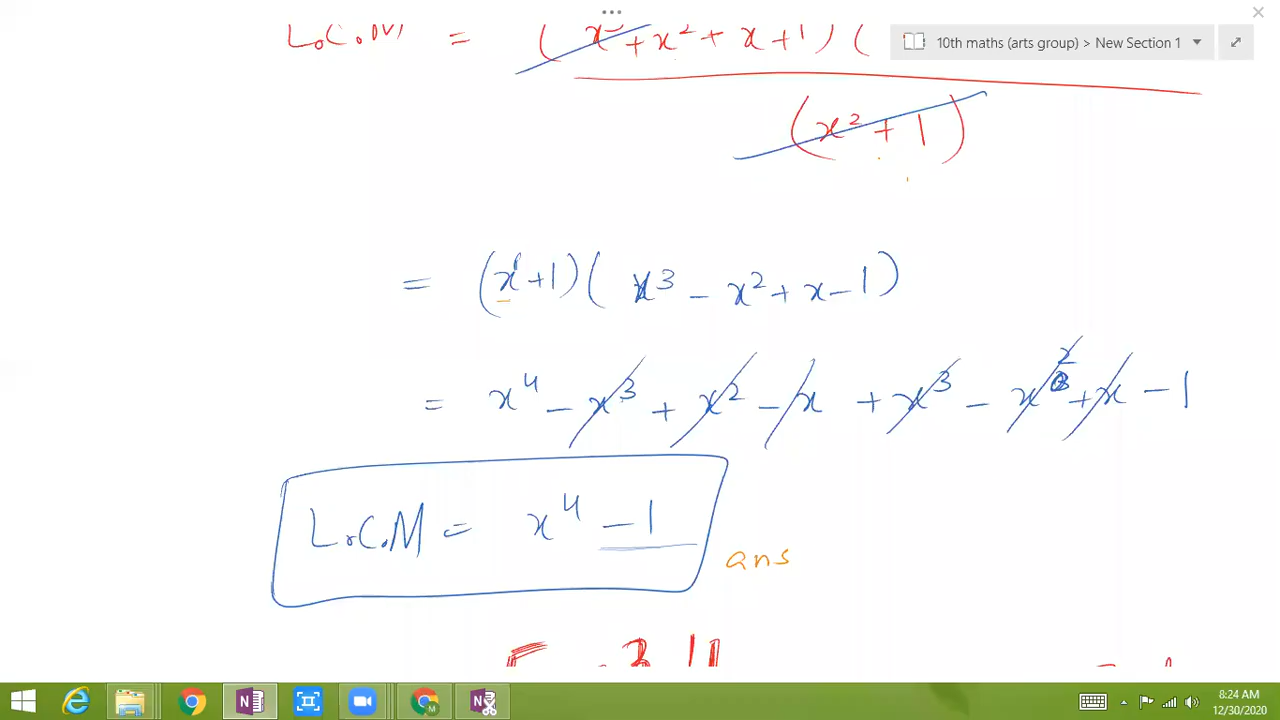 L.C.M = (x³ + x² + x + 1) (
10th maths (arts group) > New Section 1
(x² + 1)
= (x¹+1)( x³ - x² + x - 1)
= x⁴ - x³ + x² - x + x³ - x² + x - 1
L.C.M = x⁴ - 1
ans
8:24 AM
12/30/2020